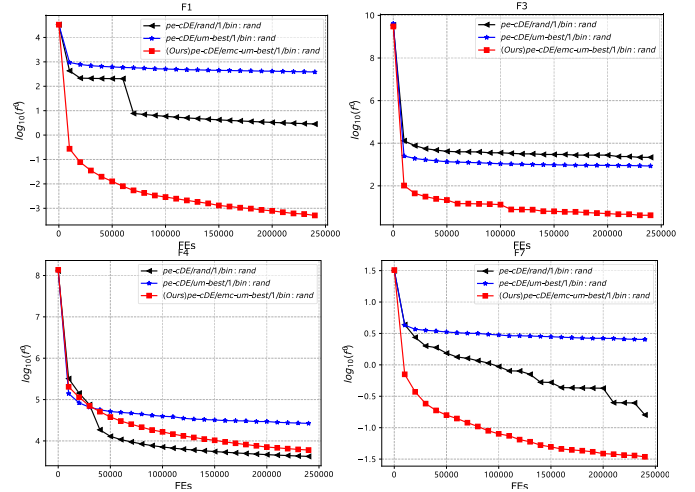 F1
pe-cDE/rand/1/bin: rand
pe-cDE/um-best/1/bin: rand
(Ours)pe-cDE/emc-um-best/1/bin: rand
log10(f^δ)
4
3
2
1
0
−1
−2
−3
0 50000 100000 150000 200000 250000
FEs
F3
pe-cDE/rand/1/bin: rand
pe-cDE/um-best/1/bin: rand
(Ours)pe-cDE/emc-um-best/1/bin: rand
10
8
6
4
2
0 50000 100000 150000 200000 250000
FEs
F4
pe-cDE/rand/1/bin: rand
pe-cDE/um-best/1/bin: rand
(Ours)pe-cDE/emc-um-best/1/bin: rand
8
7
6
5
4
0 50000 100000 150000 200000 250000
FEs
F7
pe-cDE/rand/1/bin: rand
pe-cDE/um-best/1/bin: rand
(Ours)pe-cDE/emc-um-best/1/bin: rand
1.5
1.0
0.5
0.0
−0.5
−1.0
−1.5
0 50000 100000 150000 200000 250000
FEs